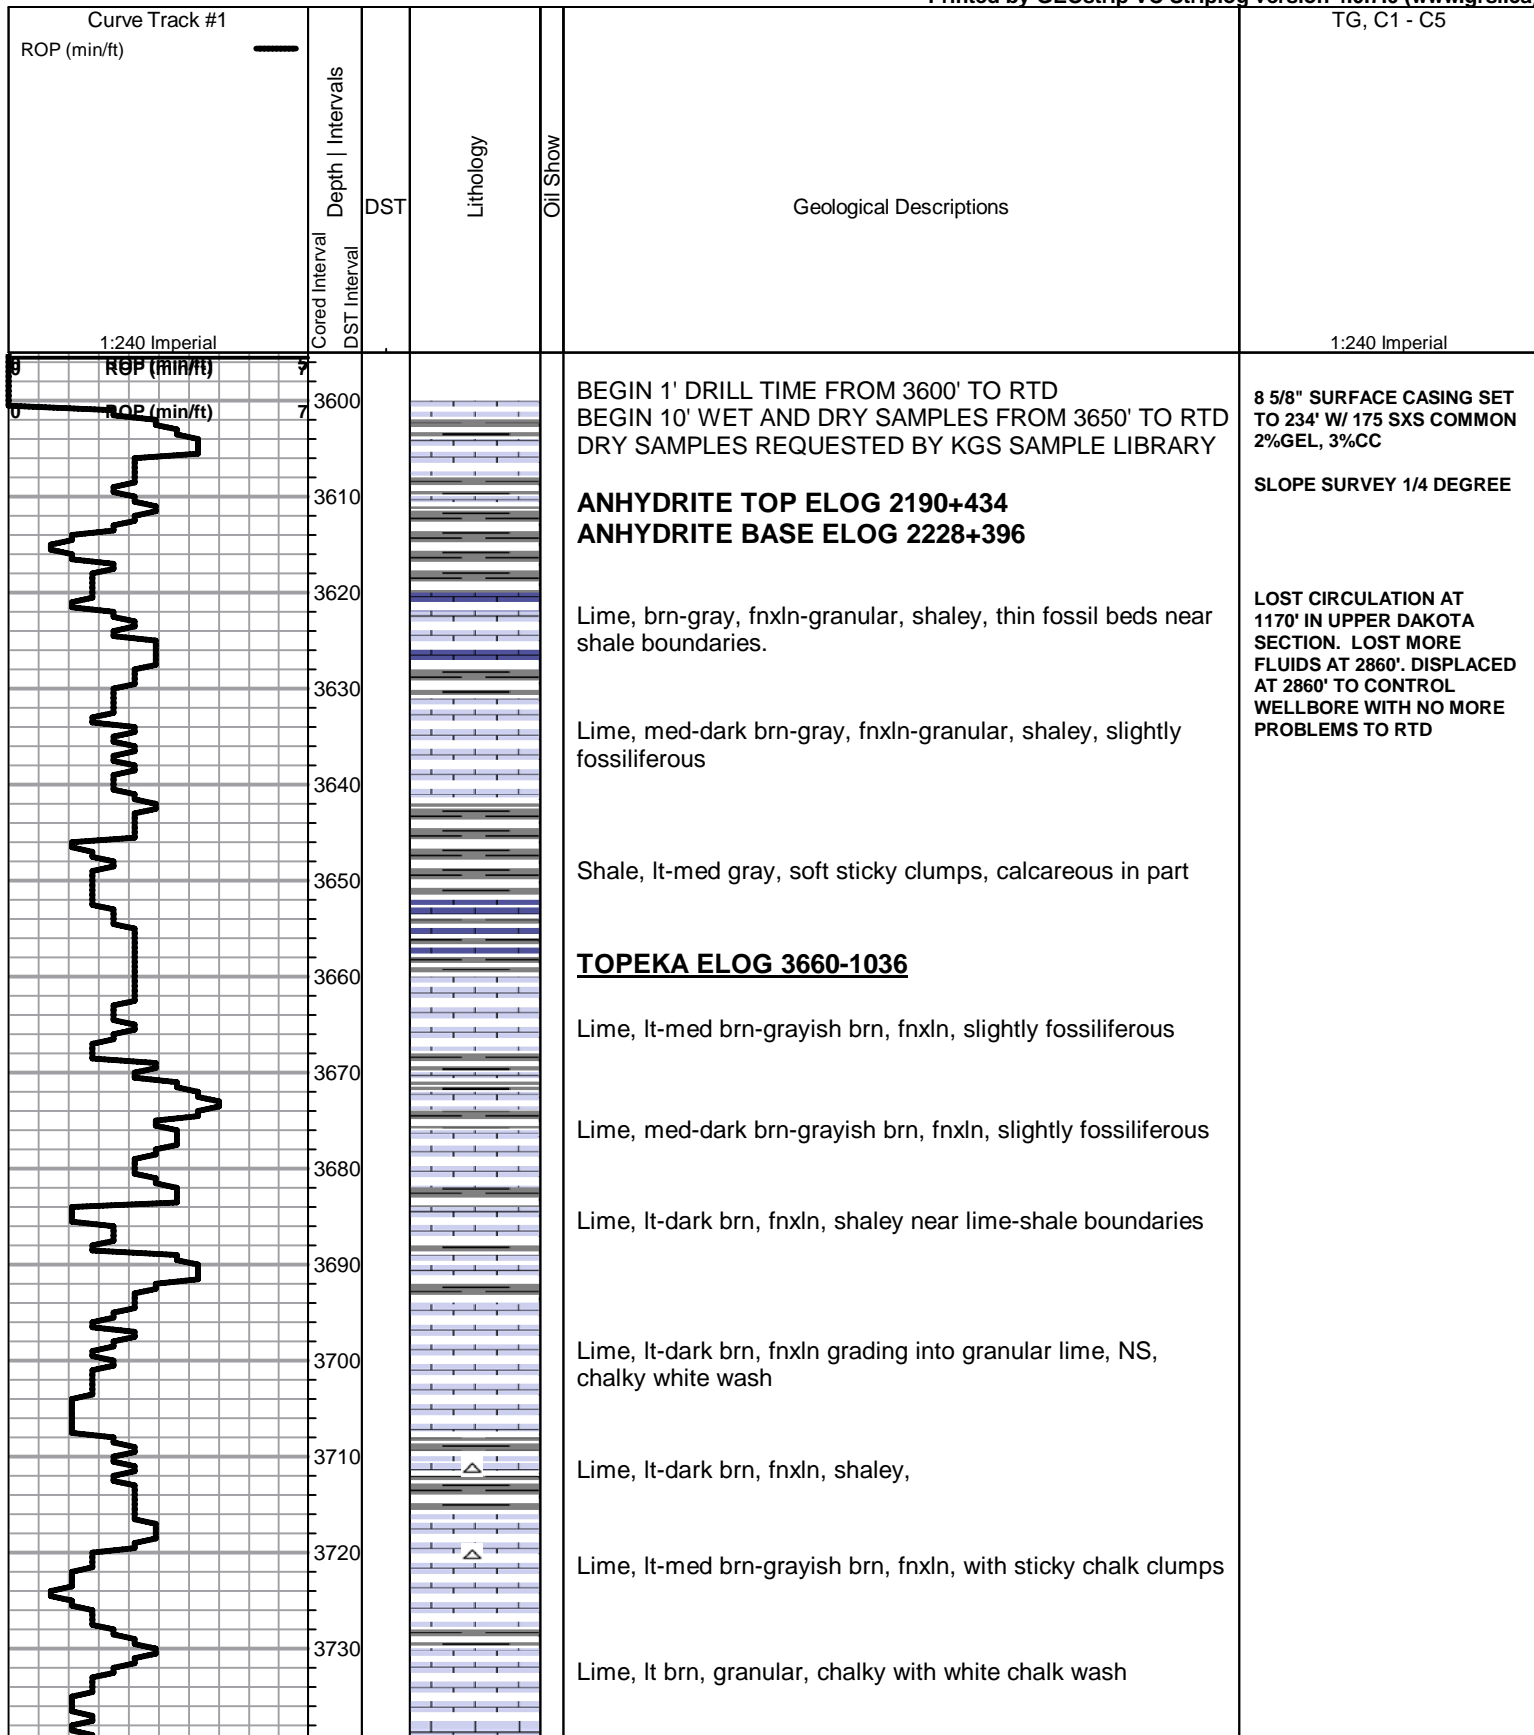 Curve Track #1
ROP (min/ft)
1:240 Imperial
Depth | Intervals
Cored Interval
DST Interval
DST
Lithology
Oil Show
Geological Descriptions
TG, C1 - C5
1:240 Imperial
0 ROP (min/ft) 7
3600
3610
3620
3630
3640
3650
3660
3670
3680
3690
3700
3710
3720
3730
BEGIN 1' DRILL TIME FROM 3600' TO RTD
BEGIN 10' WET AND DRY SAMPLES FROM 3650' TO RTD
DRY SAMPLES REQUESTED BY KGS SAMPLE LIBRARY
ANHYDRITE TOP ELOG 2190+434
ANHYDRITE BASE ELOG 2228+396
Lime, brn-gray, fnxln-granular, shaley, thin fossil beds near
shale boundaries.
Lime, med-dark brn-gray, fnxln-granular, shaley, slightly
fossiliferous
Shale, lt-med gray, soft sticky clumps, calcareous in part
TOPEKA ELOG 3660-1036
Lime, lt-med brn-grayish brn, fnxln, slightly fossiliferous
Lime, med-dark brn-grayish brn, fnxln, slightly fossiliferous
Lime, lt-dark brn, fnxln, shaley near lime-shale boundaries
Lime, lt-dark brn, fnxln grading into granular lime, NS,
chalky white wash
Lime, lt-dark brn, fnxln, shaley,
Lime, lt-med brn-grayish brn, fnxln, with sticky chalk clumps
Lime, lt brn, granular, chalky with white chalk wash
8 5/8" SURFACE CASING SET
TO 234' W/ 175 SXS COMMON
2%GEL, 3%CC
SLOPE SURVEY 1/4 DEGREE
LOST CIRCULATION AT
1170' IN UPPER DAKOTA
SECTION. LOST MORE
FLUIDS AT 2860'. DISPLACED
AT 2860' TO CONTROL
WELLBORE WITH NO MORE
PROBLEMS TO RTD